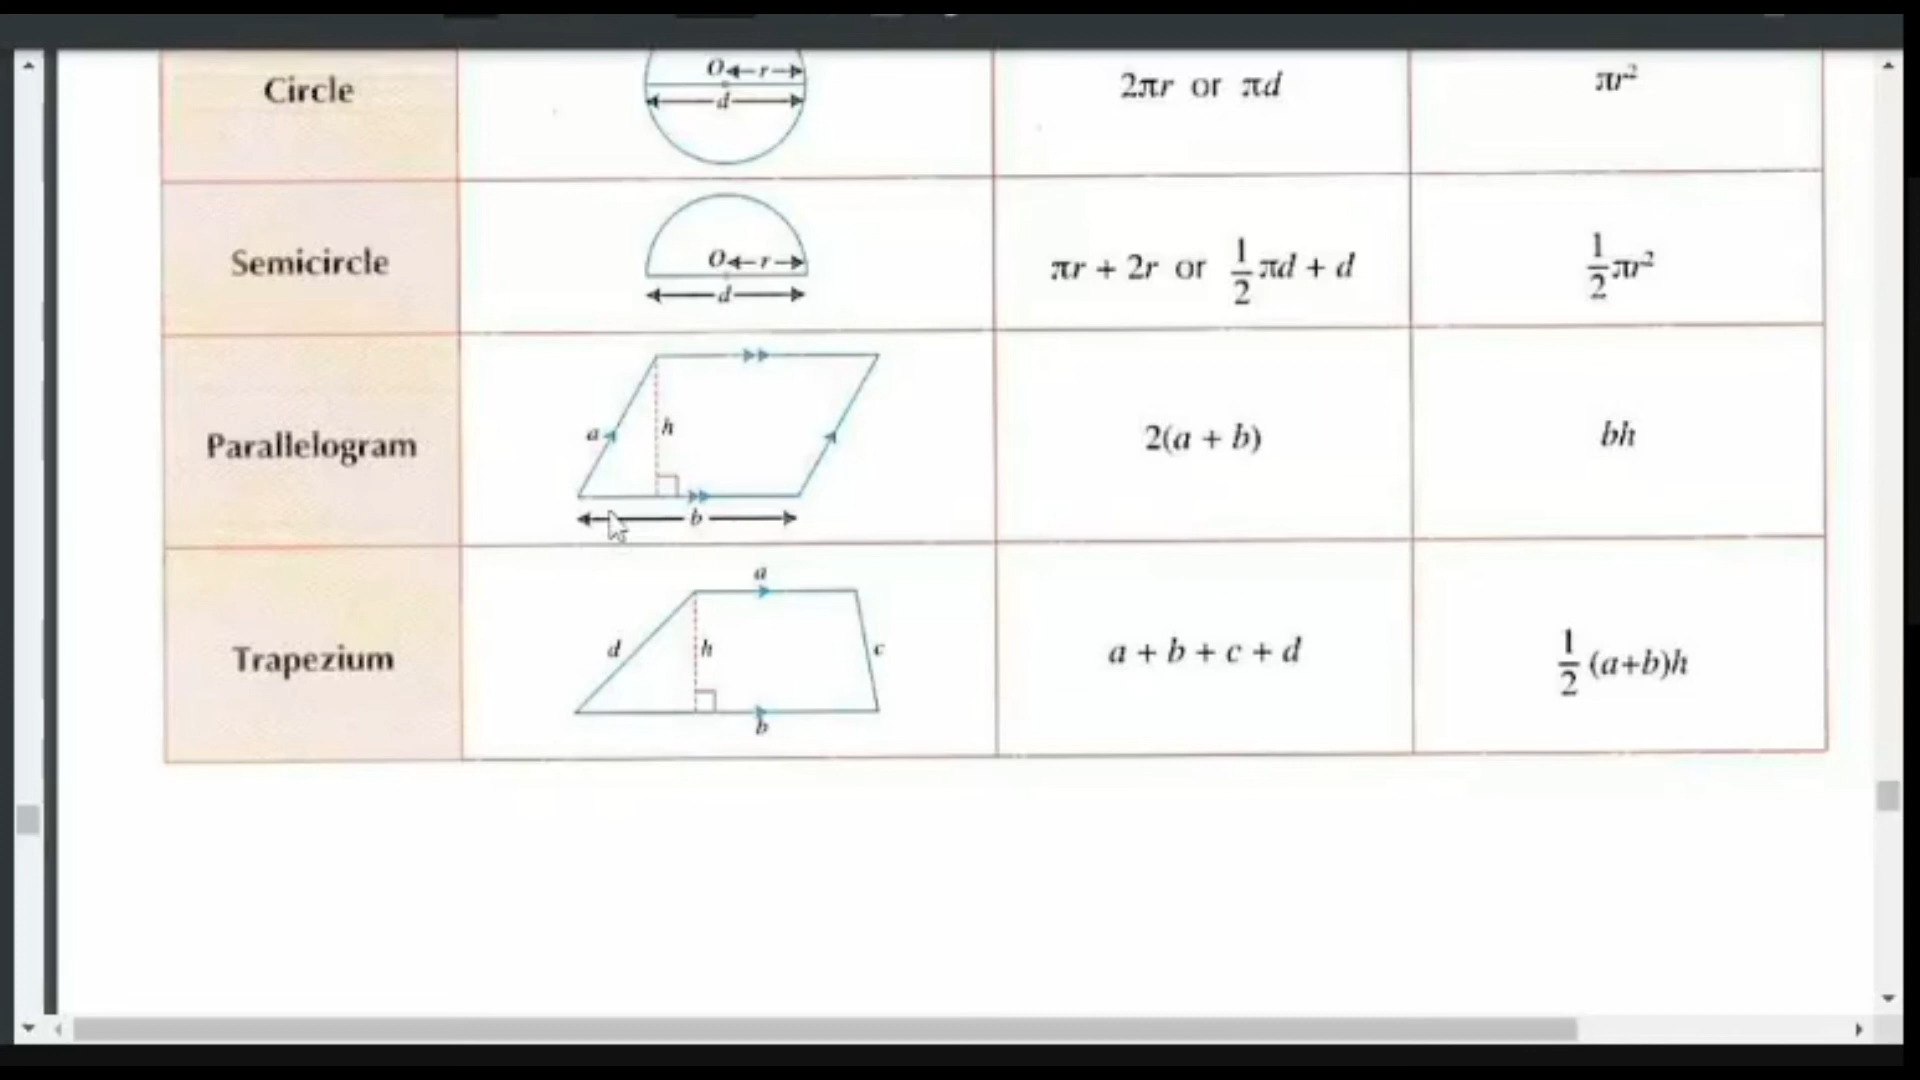 Circle
O r
d
2πr or πd
πr²
Semicircle
O r
d
πr + 2r or 1/2 πd + d
1/2 πr²
Parallelogram
a h
b
2(a + b)
bh
Trapezium
a
d h c
b
a + b + c + d
1/2 (a+b)h